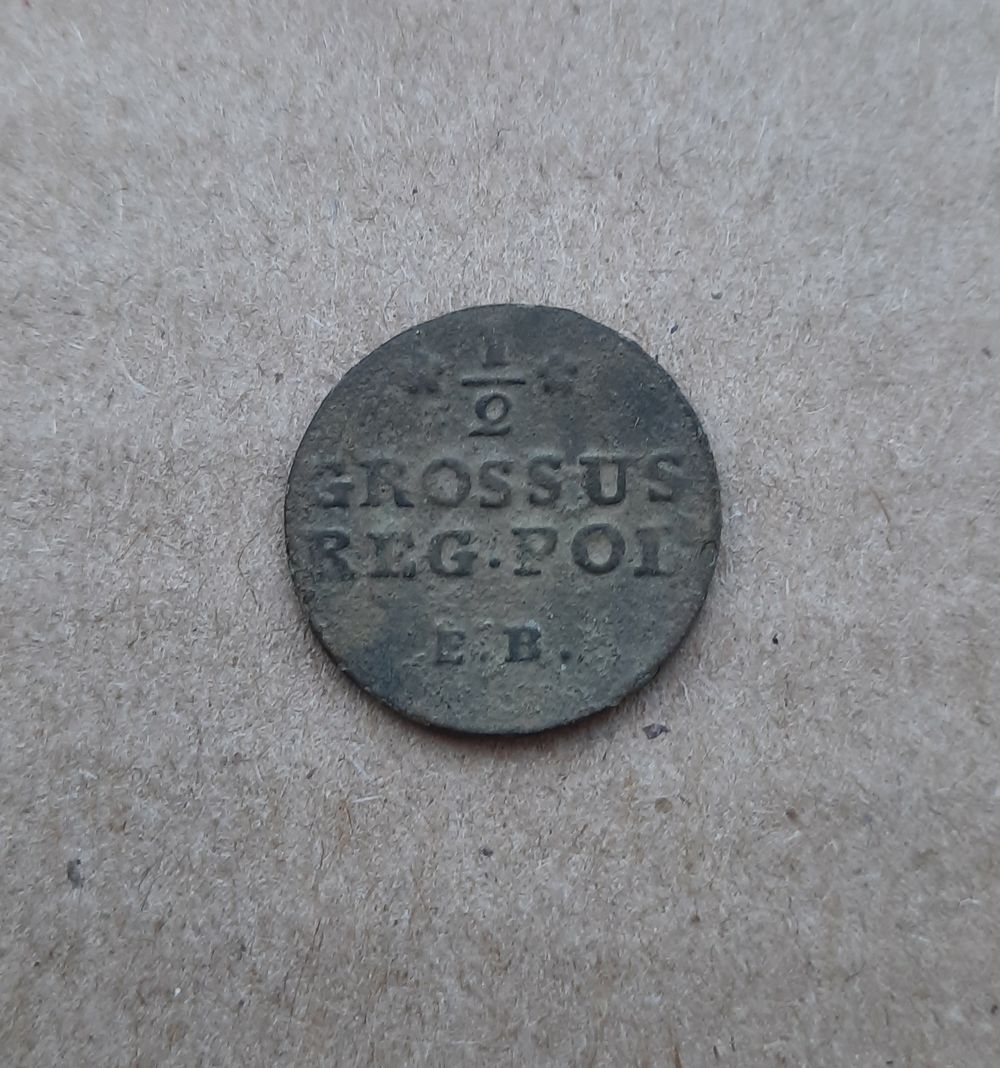 * 1/2 *
GROSSUS
REG·POL
E.B.